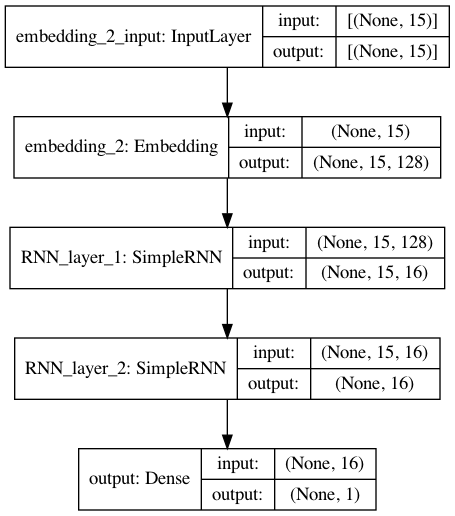 embedding_2_input: InputLayer
input: [(None, 15)]
output: [(None, 15)]
embedding_2: Embedding
input: (None, 15)
output: (None, 15, 128)
RNN_layer_1: SimpleRNN
input: (None, 15, 128)
output: (None, 15, 16)
RNN_layer_2: SimpleRNN
input: (None, 15, 16)
output: (None, 16)
output: Dense
input: (None, 16)
output: (None, 1)